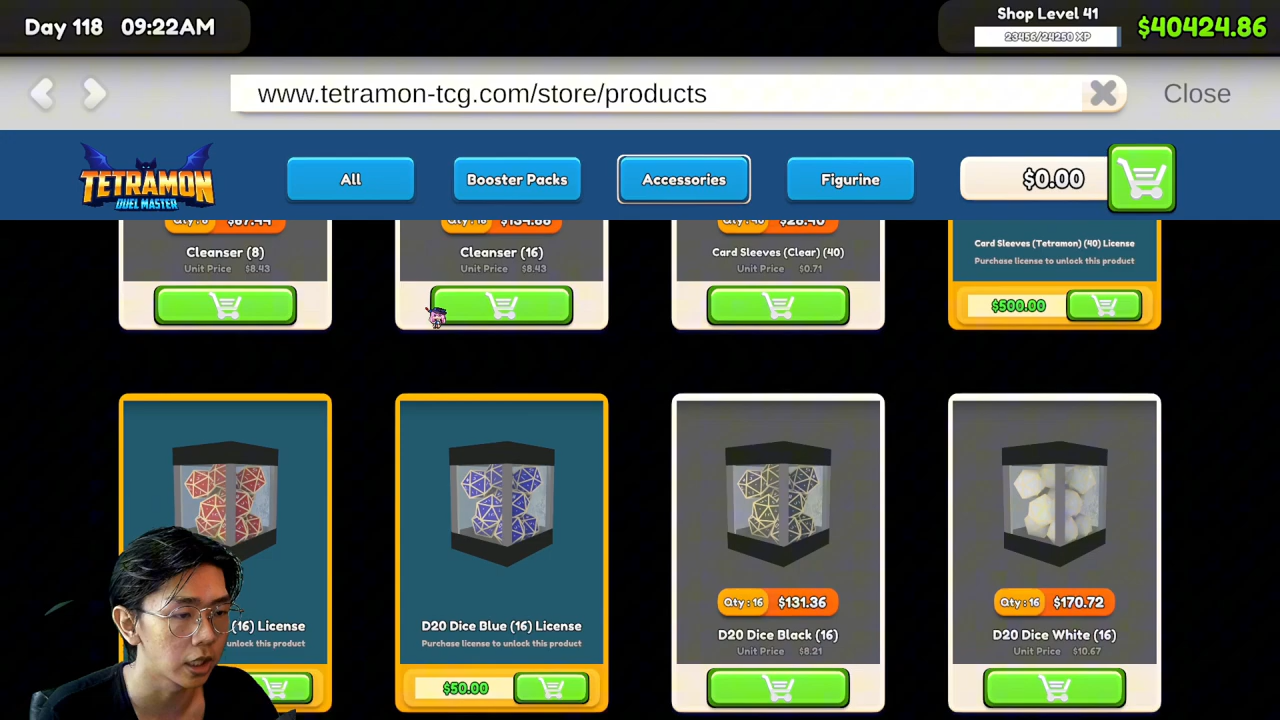 Day 118 09:22AM
Shop Level 41
23456/24250 XP
$40424.86
www.tetramon-tcg.com/store/products
Close
TETRAMON
DUEL MASTER
All
Booster Packs
Accessories
Figurine
$0.00
Cleanser (8)
Unit Price $8.43
Cleanser (16)
Unit Price $8.43
Card Sleeves (Clear) (40)
Unit Price $0.71
Card Sleeves (Tetramon) (40) License
Purchase license to unlock this product
$500.00
(16) License
unlock this product
D20 Dice Blue (16) License
Purchase license to unlock this product
$50.00
Qty : 16 $131.36
D20 Dice Black (16)
Unit Price $8.21
Qty : 16 $170.72
D20 Dice White (16)
Unit Price $10.67